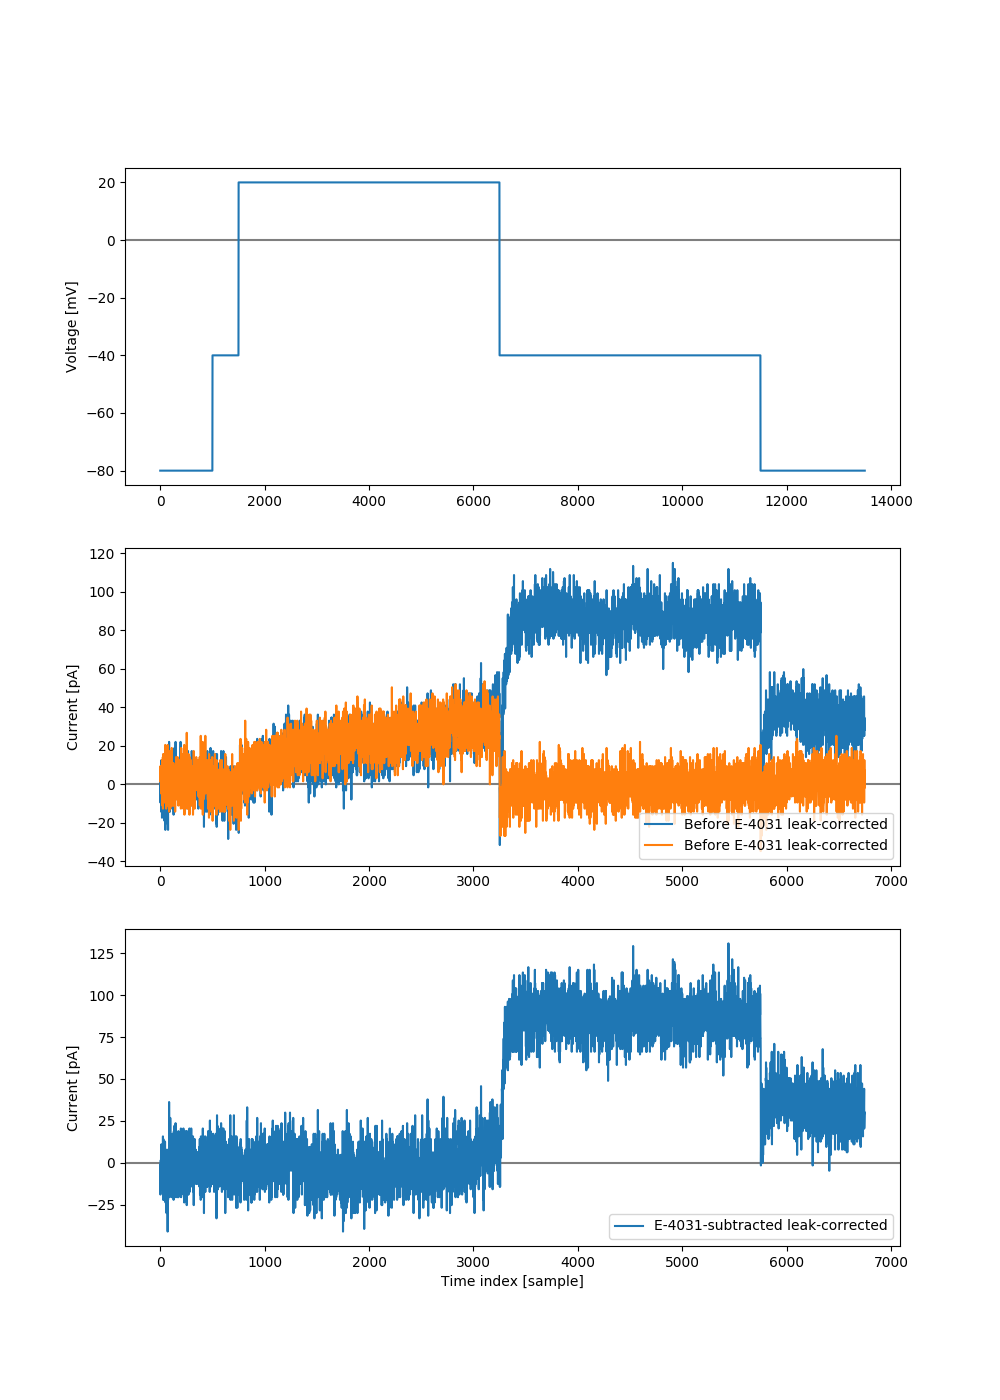 20
0
−20
−40
−60
−80
Voltage [mV]
0 2000 4000 6000 8000 10000 12000 14000
120
100
80
60
40
20
0
−20
−40
Current [pA]
Before E-4031 leak-corrected
Before E-4031 leak-corrected
0 1000 2000 3000 4000 5000 6000 7000
125
100
75
50
25
0
−25
Current [pA]
E-4031-subtracted leak-corrected
0 1000 2000 3000 4000 5000 6000 7000
Time index [sample]